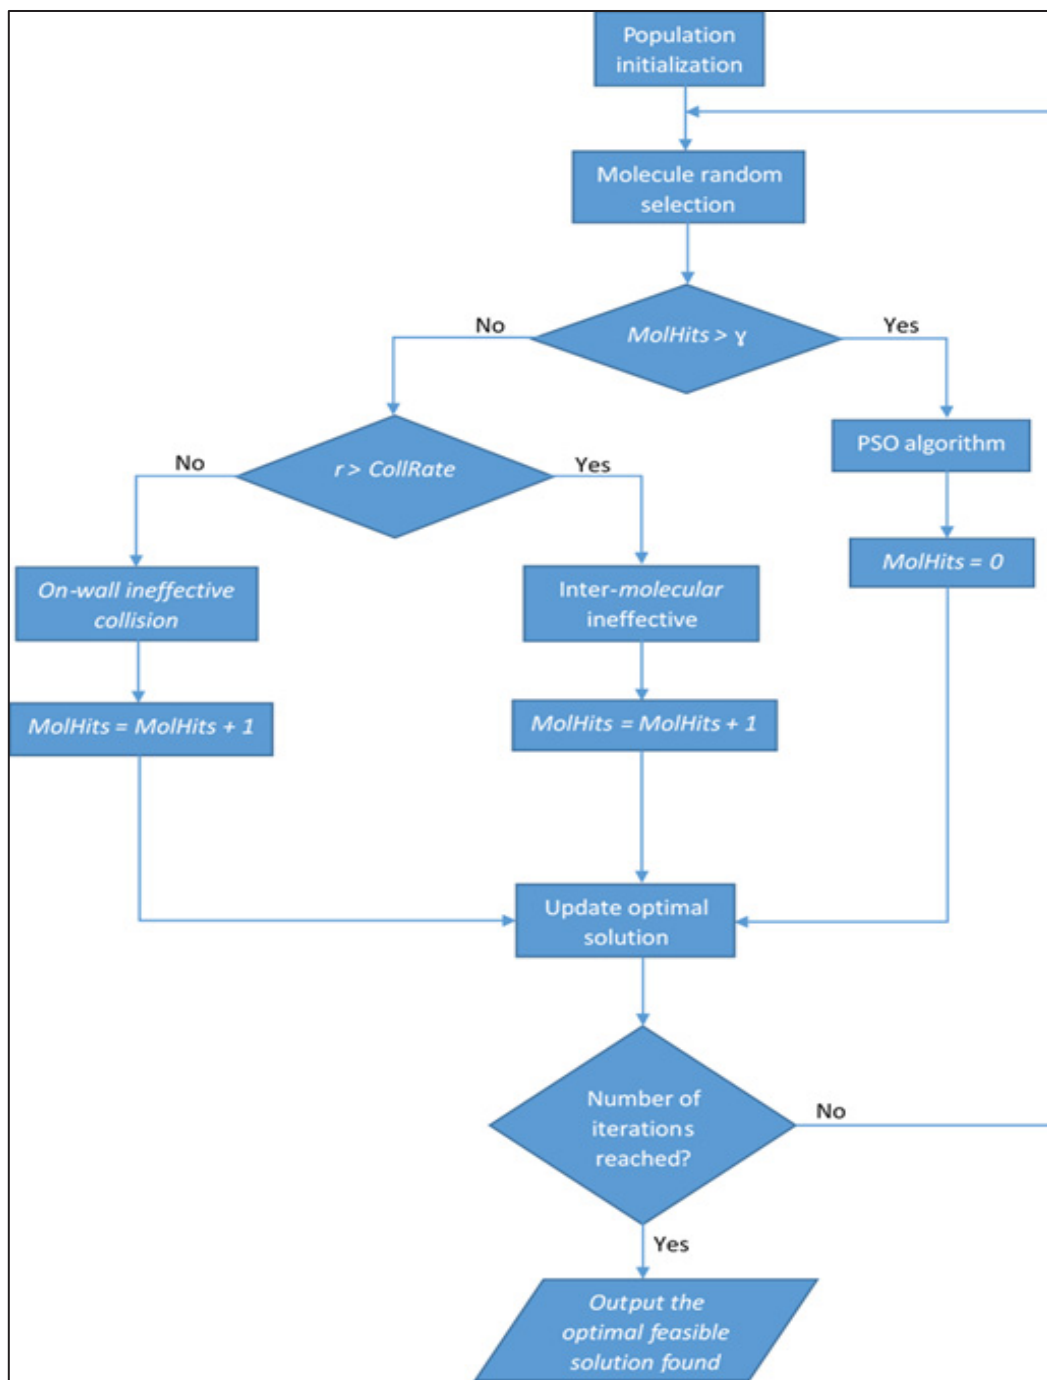 Population
initialization
Molecule random
selection
No
MolHits > ɣ
Yes
No
r > CollRate
Yes
PSO algorithm
MolHits = 0
On-wall ineffective
collision
Inter-molecular
ineffective
MolHits = MolHits + 1
MolHits = MolHits + 1
Update optimal
solution
Number of
iterations
reached?
No
Yes
Output the
optimal feasible
solution found